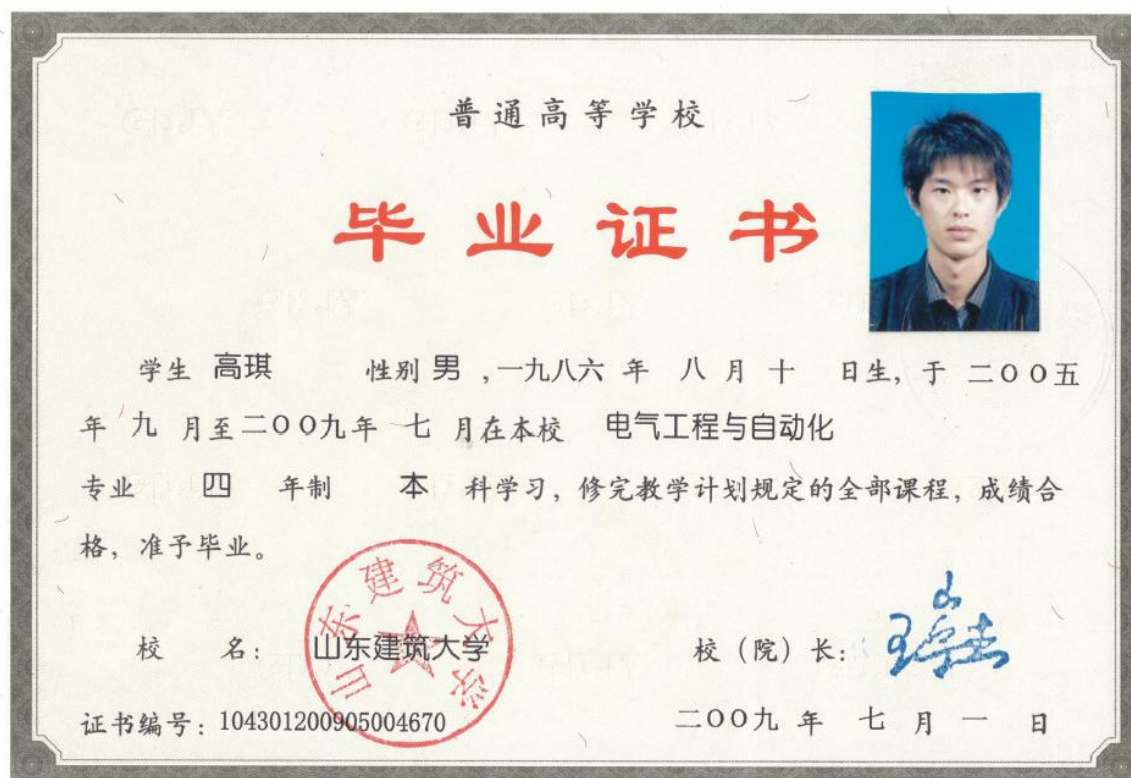 普通高等学校
毕业证书
学生 高琪 性别 男 ,一九八六 年 八 月 十 日生, 于 二〇〇五
年 九 月至 二〇〇九 年 七 月在本校 电气工程与自动化
专业 四 年制 本 科学习, 修完教学计划规定的全部课程, 成绩合
格, 准予毕业。
山东建筑大学
校 名: 山东建筑大学 校 (院) 长:
证书编号: 104301200905004670 二〇〇九 年 七 月 一 日